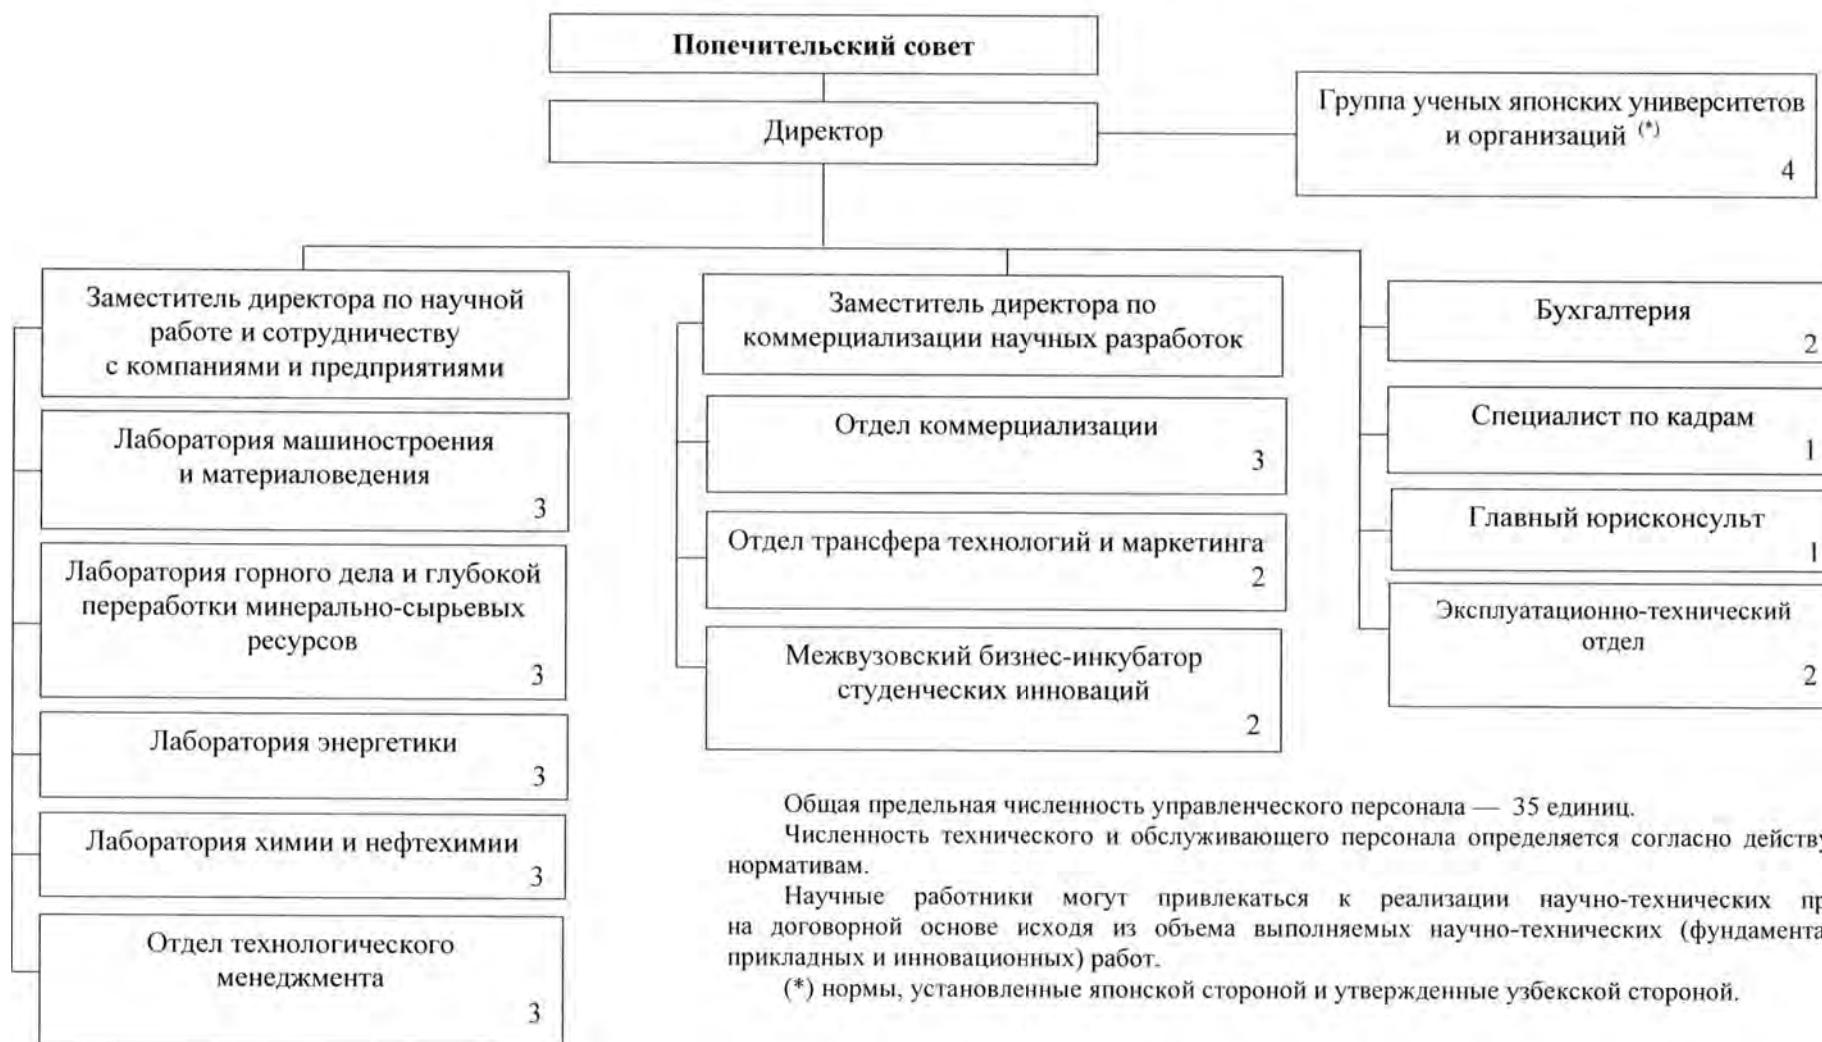 Попечительский совет
Директор
Группа ученых японских университетов
и организаций (*)
4
Заместитель директора по научной
работе и сотрудничеству
с компаниями и предприятиями
Лаборатория машиностроения
и материаловедения
3
Лаборатория горного дела и глубокой
переработки минерально-сырьевых
ресурсов
3
Лаборатория энергетики
3
Лаборатория химии и нефтехимии
3
Отдел технологического
менеджмента
3
Заместитель директора по
коммерциализации научных разработок
Отдел коммерциализации
3
Отдел трансфера технологий и маркетинга
2
Межвузовский бизнес-инкубатор
студенческих инноваций
2
Бухгалтерия
2
Специалист по кадрам
1
Главный юрисконсульт
1
Эксплуатационно-технический
отдел
2
Общая предельная численность управленческого персонала — 35 единиц.
Численность технического и обслуживающего персонала определяется согласно действу
нормативам.
Научные работники могут привлекаться к реализации научно-технических пр
на договорной основе исходя из объема выполняемых научно-технических (фундамента
прикладных и инновационных) работ.
(*) нормы, установленные японской стороной и утвержденные узбекской стороной.